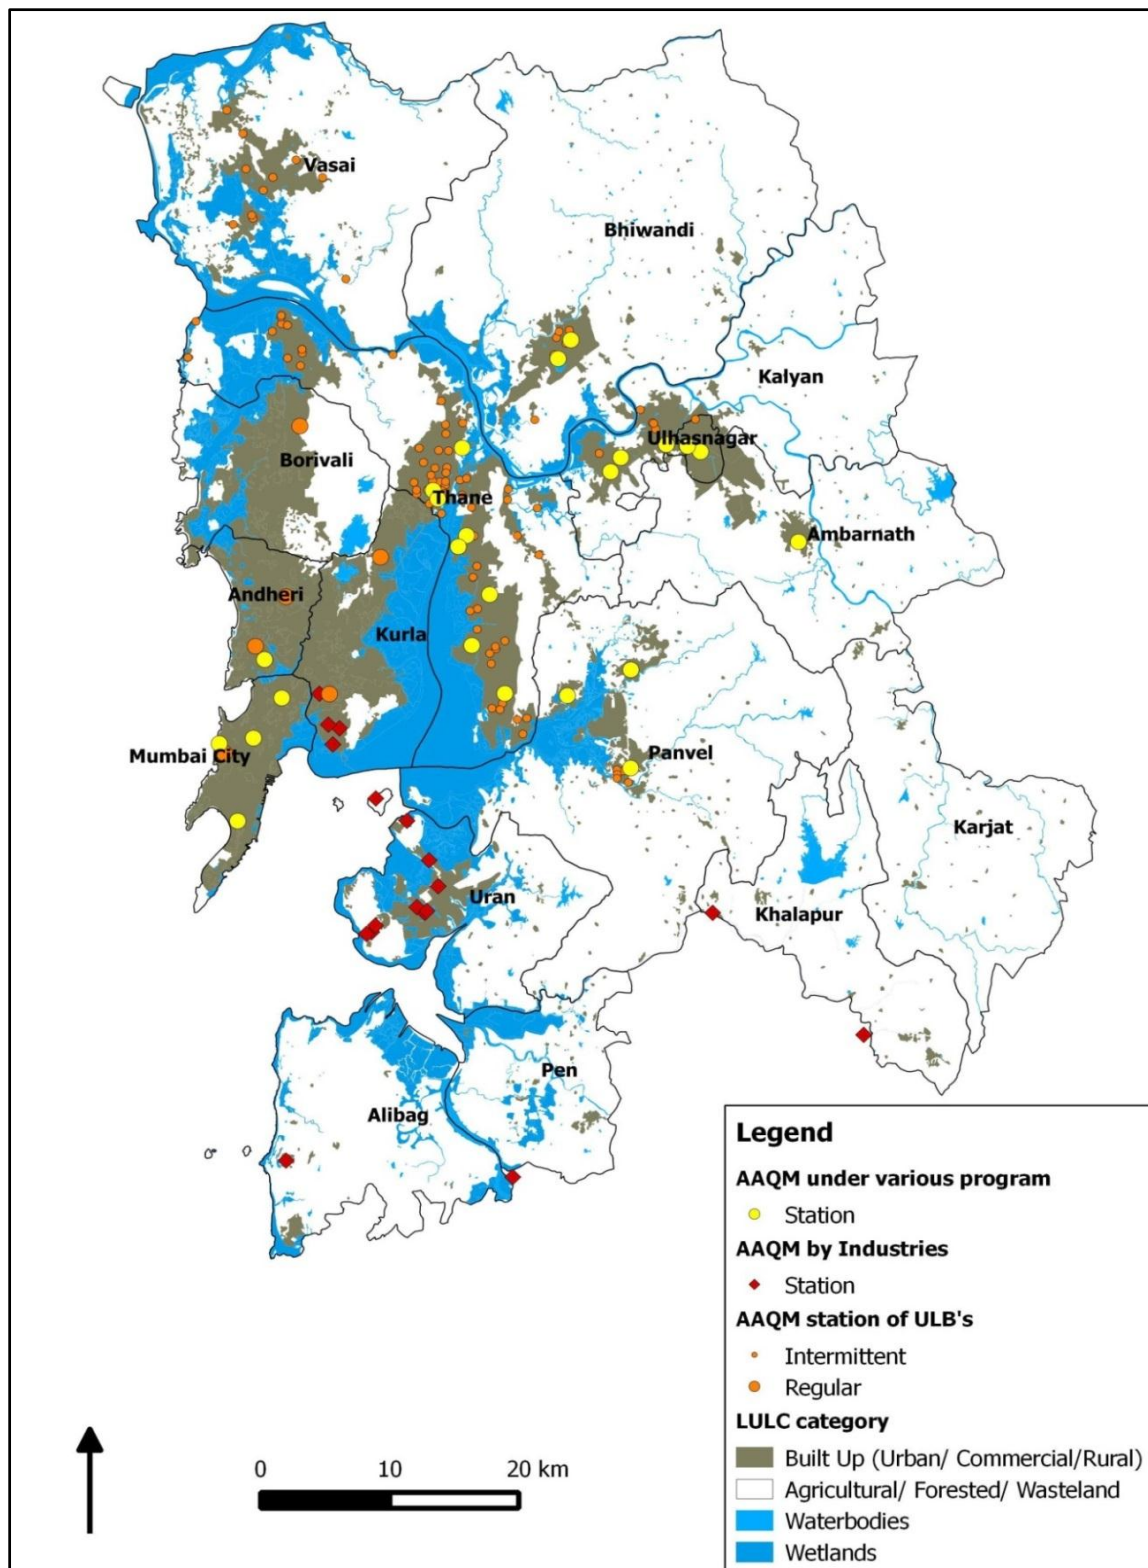 Vasai
Bhiwandi
Kalyan
Ulhasnagar
Borivali
Thane
Ambarnath
Andheri
Kurla
Mumbai City
Panvel
Karjat
Uran
Khalapur
Pen
Alibag
Legend
AAQM under various program
Station
AAQM by Industries
Station
AAQM station of ULB's
Intermittent
Regular
LULC category
Built Up (Urban/ Commercial/Rural)
Agricultural/ Forested/ Wasteland
Waterbodies
Wetlands
0 10 20 km